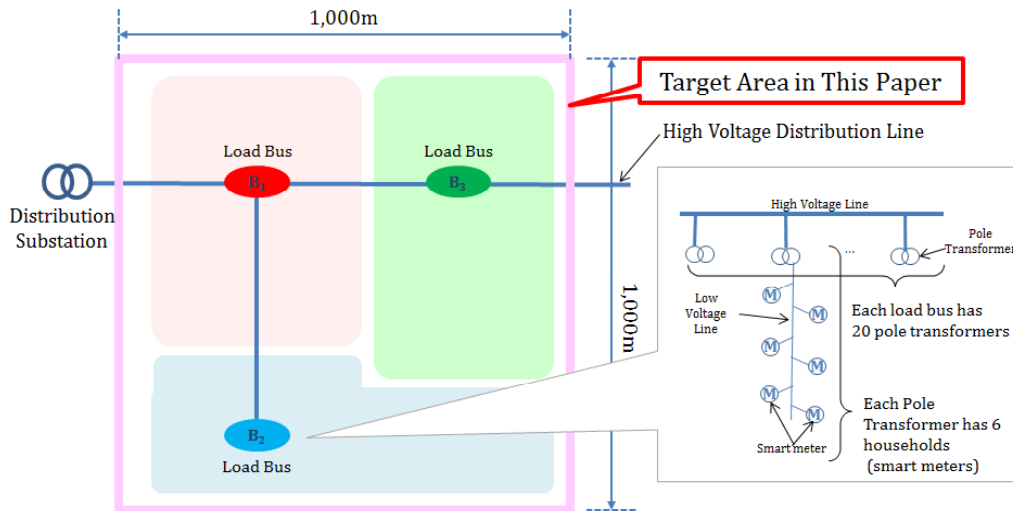 1,000m
Target Area in This Paper
High Voltage Distribution Line
Load Bus
B1
Load Bus
B3
Distribution
Substation
1,000m
B2
Load Bus
High Voltage Line
Pole
Transformer
...
Low
Voltage
Line
M
M
M
M
M
M
Smart meter
Each load bus has
20 pole transformers
Each Pole
Transformer has 6
households
(smart meters)